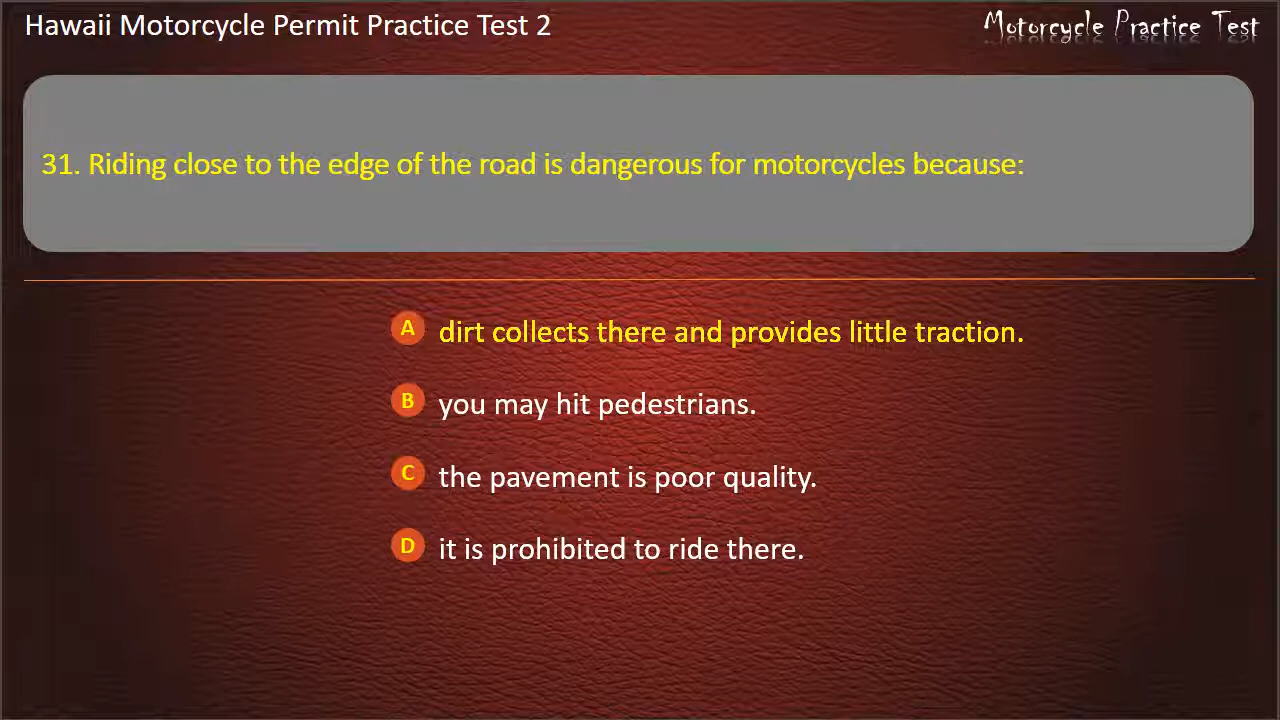 Hawaii Motorcycle Permit Practice Test 2
Motorcycle Practice Test
31. Riding close to the edge of the road is dangerous for motorcycles because:
A dirt collects there and provides little traction.
B you may hit pedestrians.
C the pavement is poor quality.
D it is prohibited to ride there.